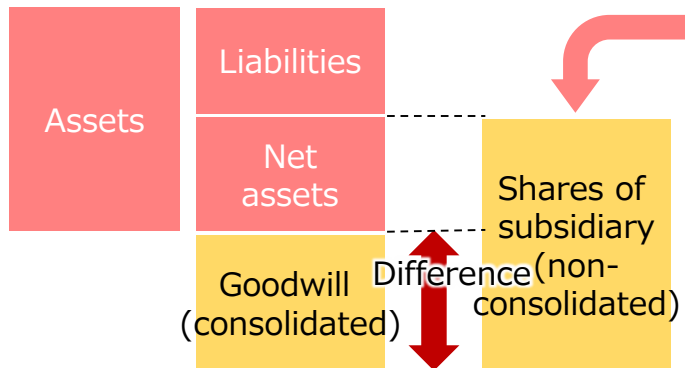 Assets
Liabilities
Net
assets
Goodwill
(consolidated)
Difference
Shares of
subsidiary
(non-
consolidated)